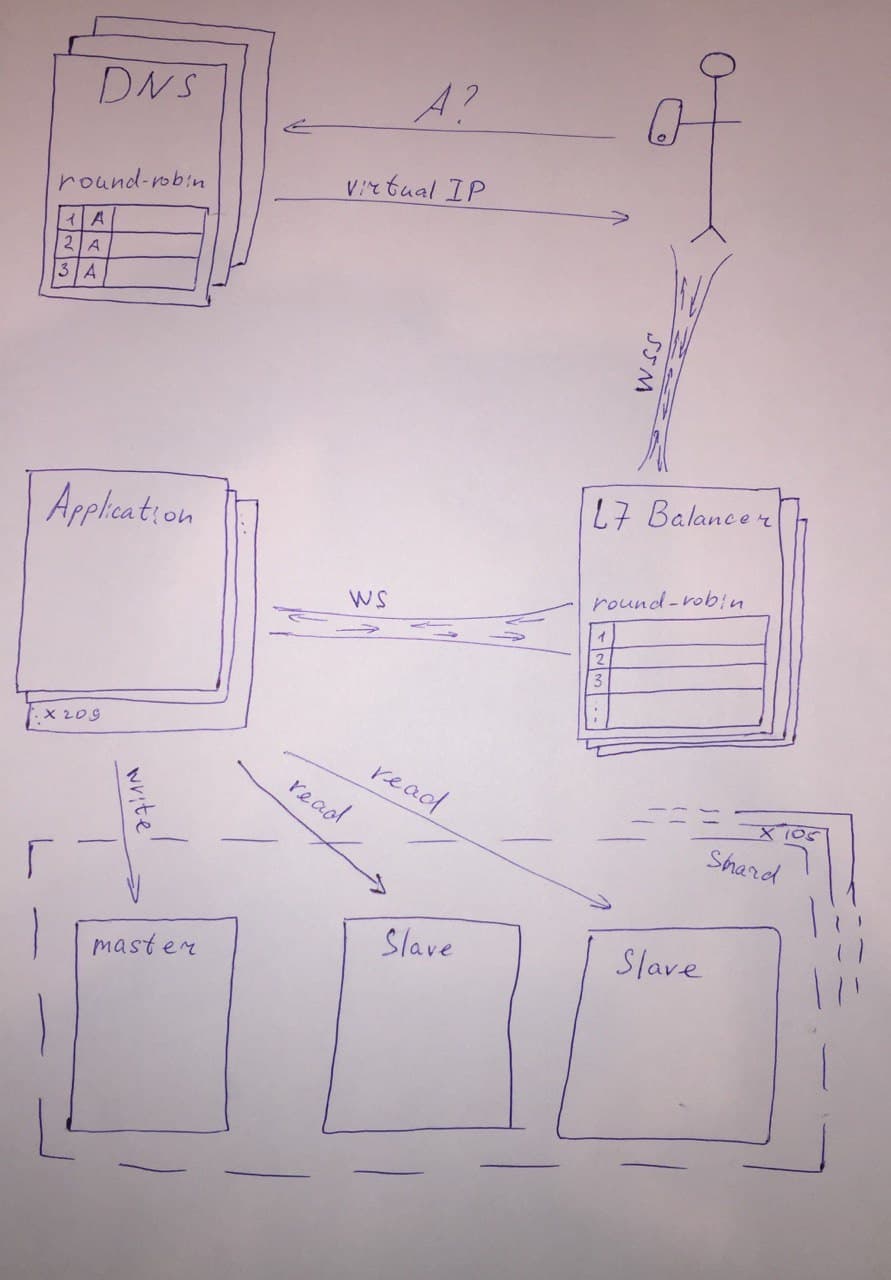 DNS
A?
round-robin
virtual IP
1 A
2 A
3 A
WSS
Application
L7 Balancer
WS
round-robin
1
2
3
⋮
⋮
⋮ x 209
write
read
read
x 105
Shard
master
Slave
Slave